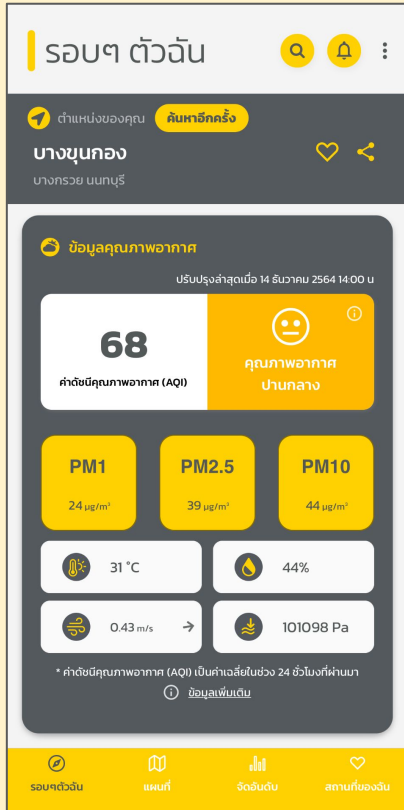 รอบๆ ตัวฉัน
ตำแหน่งของคุณ ค้นหาอีกครั้ง
บางขุนกอง
บางกรวย นนทบุรี
ข้อมูลคุณภาพอากาศ
ปรับปรุงล่าสุดเมื่อ 14 ธันวาคม 2564 14:00 น
68
ค่าดัชนีคุณภาพอากาศ (AQI)
คุณภาพอากาศ
ปานกลาง
PM1 PM2.5 PM10
24 μg/m³ 39 μg/m³ 44 μg/m³
31 °C 44%
0.43 m/s → 101098 Pa
* ค่าดัชนีคุณภาพอากาศ (AQI) เป็นค่าเฉลี่ยในช่วง 24 ชั่วโมงที่ผ่านมา
ข้อมูลเพิ่มเติม
รอบๆตัวฉัน แผนที่ จัดอันดับ สถานที่ของฉัน